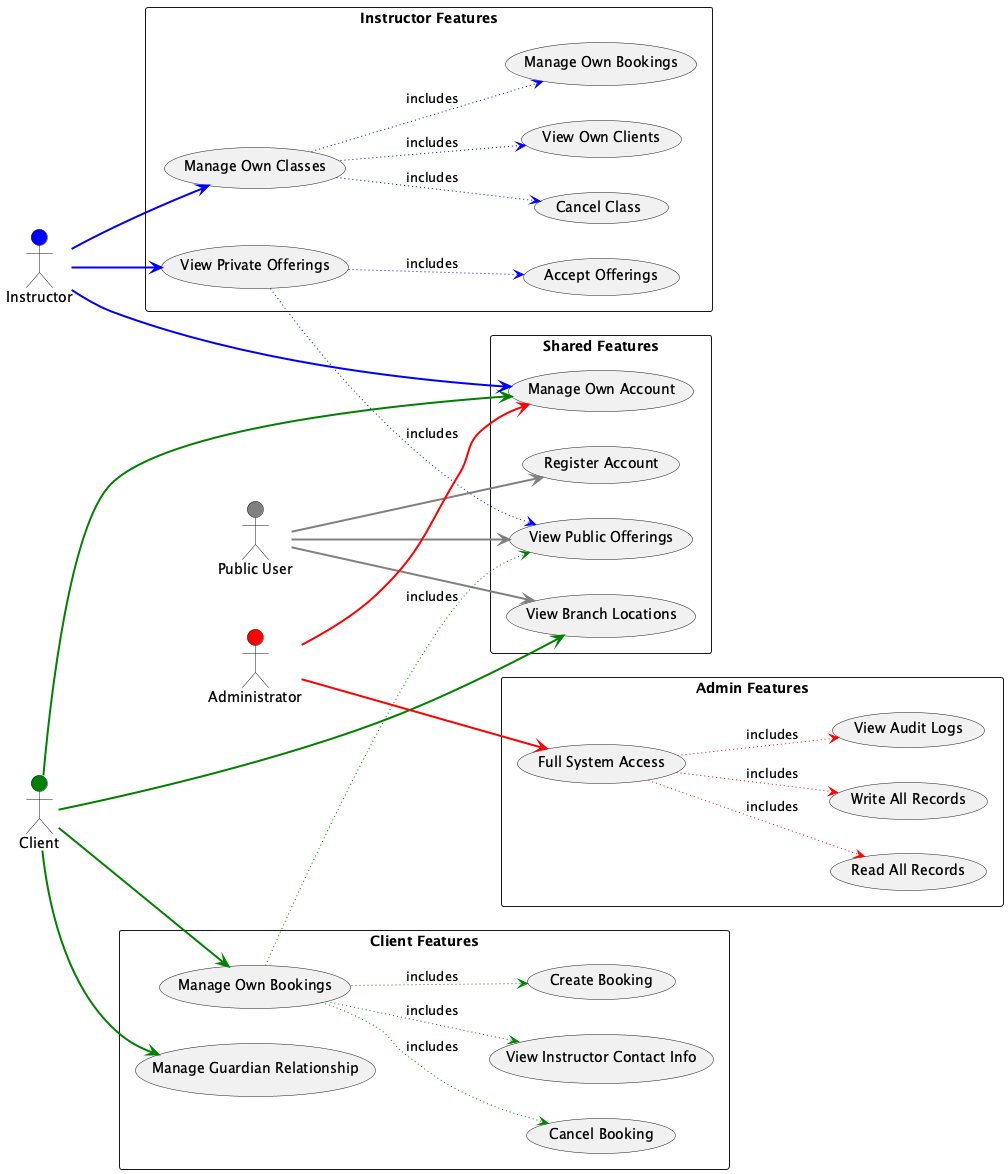 Instructor Features
Manage Own Bookings
includes
View Own Clients
includes
Manage Own Classes
includes
Cancel Class
Instructor
View Private Offerings
includes
Accept Offerings
Shared Features
Manage Own Account
includes
Register Account
Public User
View Public Offerings
includes
View Branch Locations
Administrator
Admin Features
View Audit Logs
includes
Full System Access
includes
Write All Records
includes
Read All Records
Client
Client Features
Manage Own Bookings
includes
Create Booking
includes
View Instructor Contact Info
includes
Manage Guardian Relationship
Cancel Booking